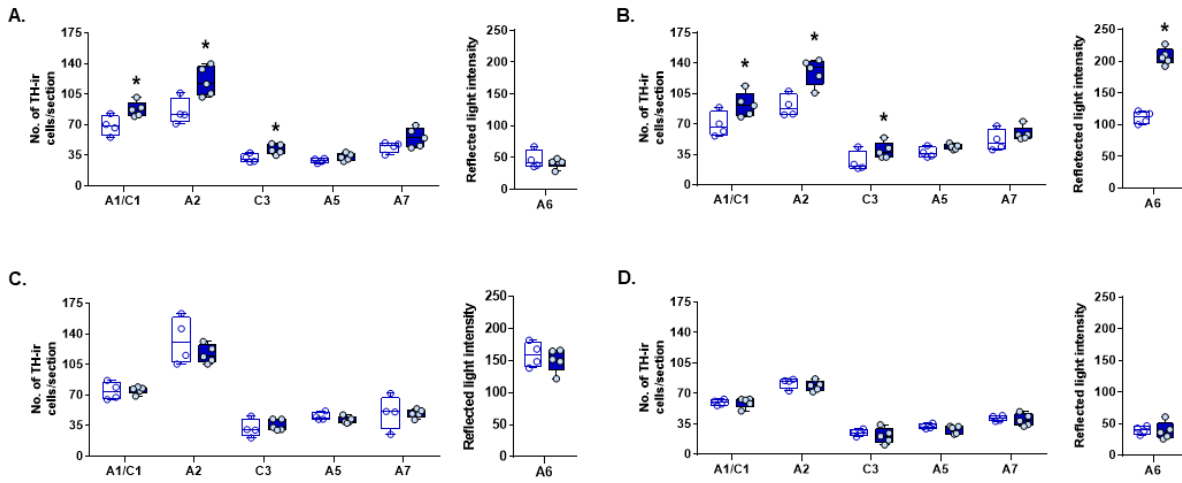 A.
No. of TH-ir
cells/section
175
140
105
70
35
0
*
*
*
A1/C1 A2 C3 A5 A7
Reflected light intensity
250
200
150
100
50
0
A6
B.
No. of TH-ir
cells/section
175
140
105
70
35
0
*
*
*
A1/C1 A2 C3 A5 A7
Refletected light intensity
250
200
150
100
50
0
*
A6
C.
No. of TH-ir
cells/section
175
140
105
70
35
0
A1/C1 A2 C3 A5 A7
Reflected light intensity
250
200
150
100
50
0
A6
D.
No. of TH-ir
cells/section
175
140
105
70
35
0
A1/C1 A2 C3 A5 A7
Reflected light intensity
250
200
150
100
50
0
A6